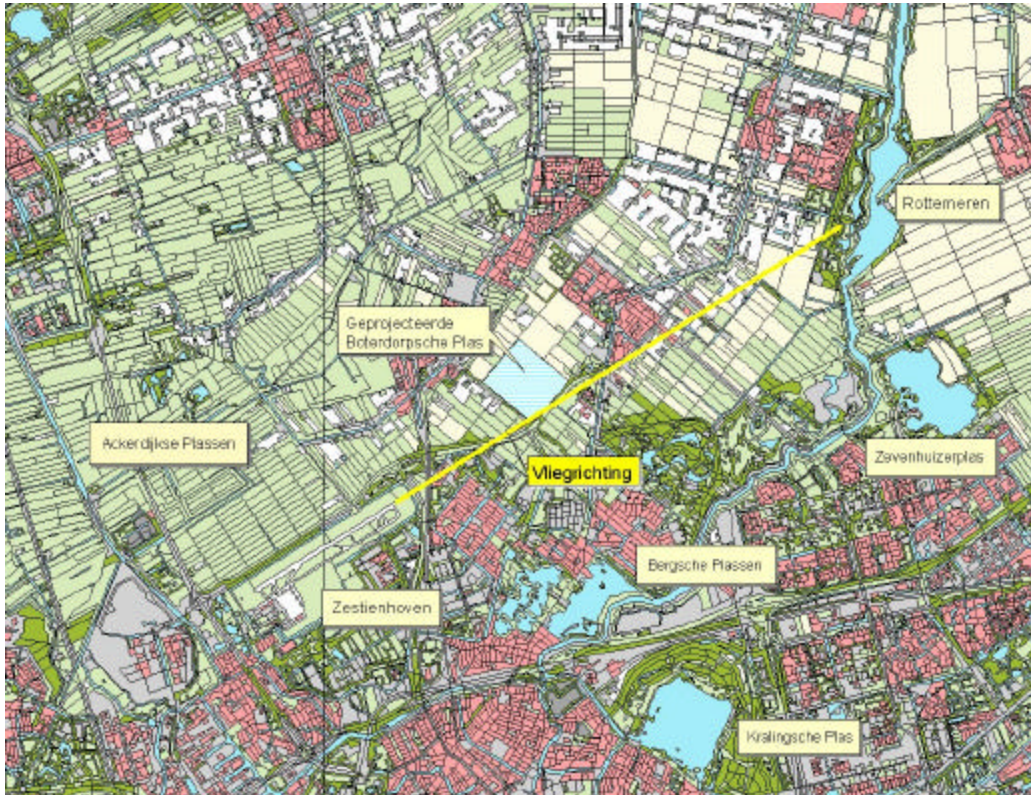 Rottemeren
Geprojecteerde
Boterdorpsche Plas
Ackerdijkse Plassen
Vliegrichting
Zevenhuizerplas
Bergsche Plassen
Zestienhoven
Kralingsche Plas